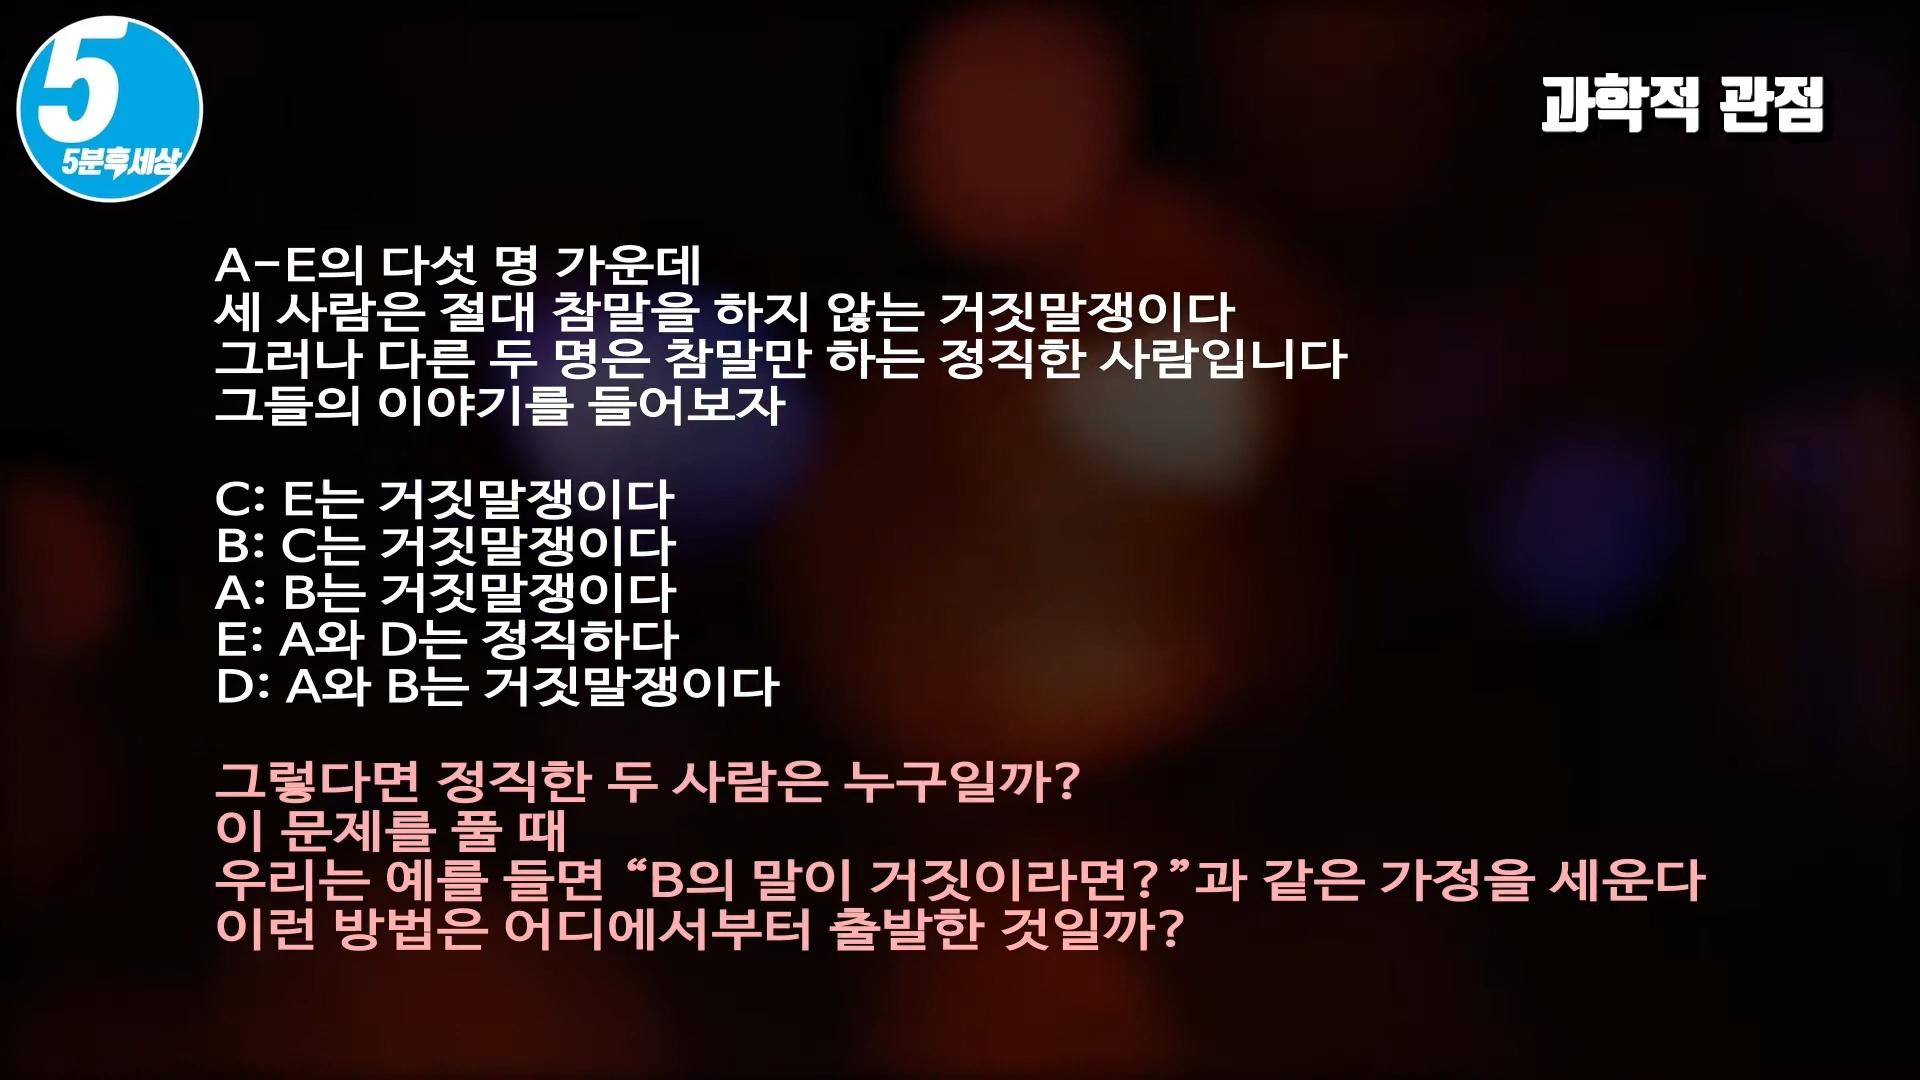 5
5분후세상
과학적 관점
A-E의 다섯 명 가운데
세 사람은 절대 참말을 하지 않는 거짓말쟁이다
그러나 다른 두 명은 참말만 하는 정직한 사람입니다
그들의 이야기를 들어보자
C: E는 거짓말쟁이다
B: C는 거짓말쟁이다
A: B는 거짓말쟁이다
E: A와 D는 정직하다
D: A와 B는 거짓말쟁이다
그렇다면 정직한 두 사람은 누구일까?
이 문제를 풀 때
우리는 예를 들면 “B의 말이 거짓이라면?”과 같은 가정을 세운다
이런 방법은 어디에서부터 출발한 것일까?